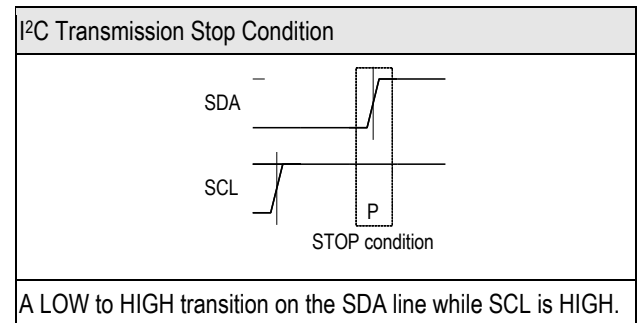 I²C Transmission Stop Condition
SDA
SCL
P
STOP condition
A LOW to HIGH transition on the SDA line while SCL is HIGH.